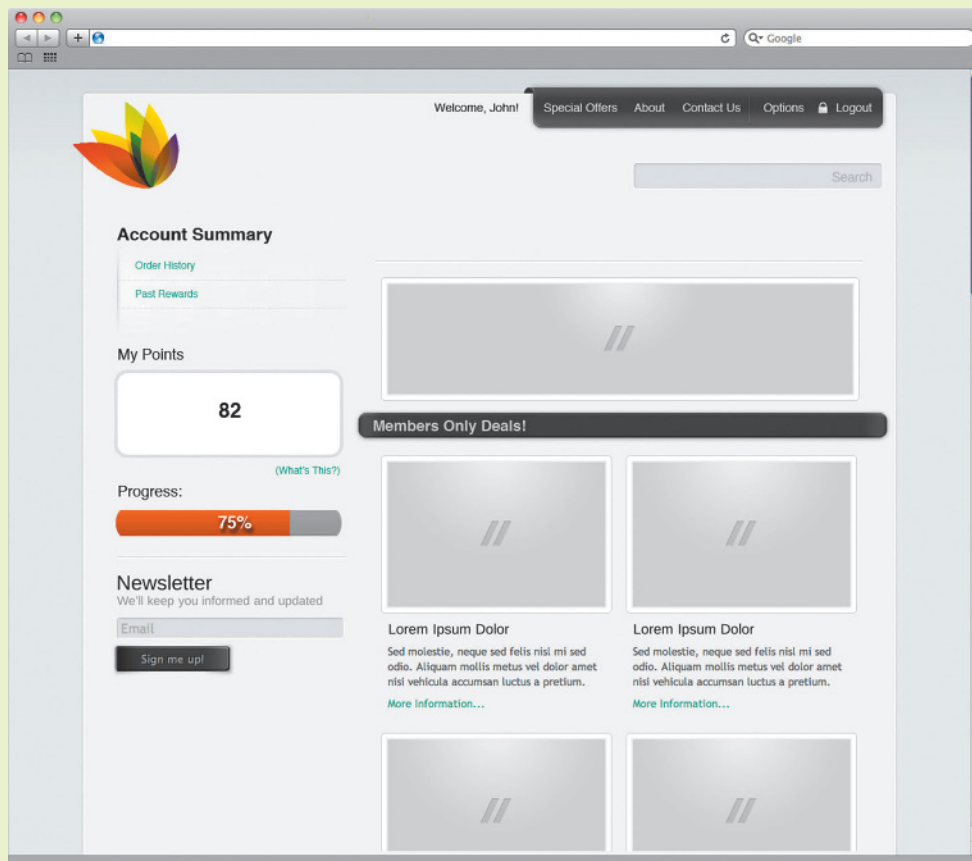 Google
Welcome, John!
Special Offers About Contact Us Options Logout
Search
Account Summary
Order History
Past Rewards
My Points
82
(What's This?)
Progress:
75%
Newsletter
We'll keep you informed and updated
Email
Sign me up!
Members Only Deals!
Lorem Ipsum Dolor
Sed molestie, neque sed felis nisl mi sed
odio. Aliquam mollis metus vel dolor amet
nisi vehicula accumsan luctus a pretium.
More Information...
Lorem Ipsum Dolor
Sed molestie, neque sed felis nisl mi sed
odio. Aliquam mollis metus vel dolor amet
nisi vehicula accumsan luctus a pretium.
More Information...